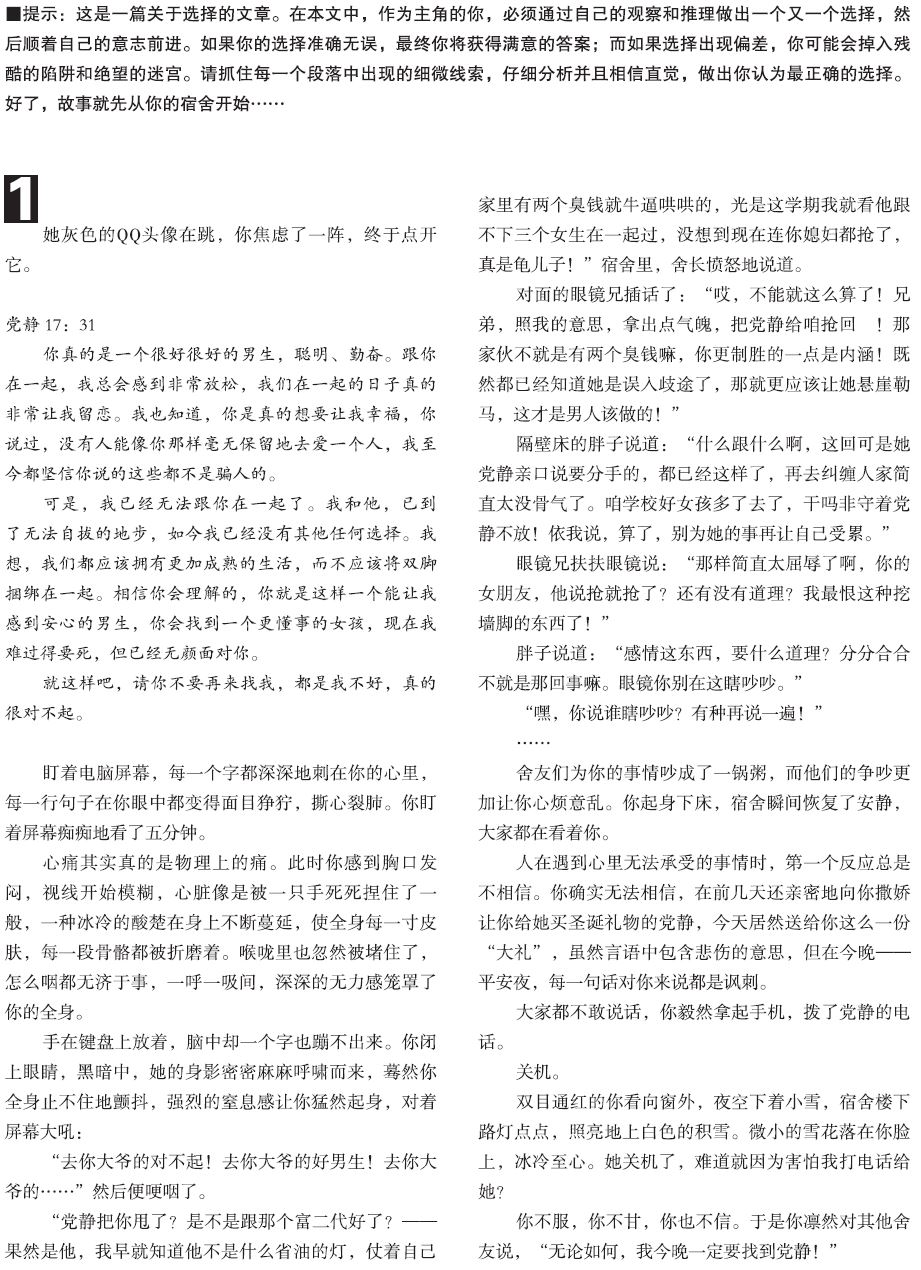 ■提示：这是一篇关于选择的文章。在本文中，作为主角的你，必须通过自己的观察和推理做出一个又一个选择，然
后顺着自己的意志前进。如果你的选择准确无误，最终你将获得满意的答案；而如果选择出现偏差，你可能会掉入残
酷的陷阱和绝望的迷宫。请抓住每一个段落中出现的细微线索，仔细分析并且相信直觉，做出你认为最正确的选择。
好了，故事就先从你的宿舍开始……
1
她灰色的QQ头像在跳，你焦虑了一阵，终于点开
它。
党静 17：31
你真的是一个很好很好的男生，聪明、勤奋。跟你
在一起，我总会感到非常放松，我们在一起的日子真的
非常让我留恋。我也知道，你是真的想要让我幸福，你
说过，没有人能像你那样毫无保留地去爱一个人，我至
今都坚信你说的这些都不是骗人的。
可是，我已经无法跟你在一起了。我和他，已到
了无法自拔的地步，如今我已经没有其他任何选择。我
想，我们都应该拥有更加成熟的生活，而不应该将双脚
捆绑在一起。相信你会理解的，你就是这样一个能让我
感到安心的男生，你会找到一个更懂事的女孩，现在我
难过得要死，但已经无颜面对你。
就这样吧，请你不要再来找我，都是我不好，真的
很对不起。
盯着电脑屏幕，每一个字都深深地刺在你的心里，
每一行句子在你眼中都变得面目狰狞，撕心裂肺。你盯
着屏幕痴痴地看了五分钟。
心痛其实真的是物理上的痛。此时你感到胸口发
闷，视线开始模糊，心脏像是被一只手死死捏住了一
般，一种冰冷的酸楚在身上不断蔓延，使全身每一寸皮
肤，每一段骨骼都被折磨着。喉咙里也忽然被堵住了，
怎么咽都无济于事，一呼一吸间，深深的无力感笼罩了
你的全身。
手在键盘上放着，脑中却一个字也蹦不出来。你闭
上眼睛，黑暗中，她的身影密密麻麻呼啸而来，蓦然你
全身止不住地颤抖，强烈的窒息感让你猛然起身，对着
屏幕大吼：
“去你大爷的对不起！去你大爷的好男生！去你大
爷的……”然后便哽咽了。
“党静把你甩了？是不是跟那个富二代好了？——
果然是他，我早就知道他不是什么省油的灯，仗着自己
家里有两个臭钱就牛逼哄哄的，光是这学期我就看他跟
不下三个女生在一起过，没想到现在连你媳妇都抢了，
真是龟儿子！”宿舍里，舍长愤怒地说道。
对面的眼镜兄插话了：“哎，不能就这么算了！兄
弟，照我的意思，拿出点气魄，把党静给咱抢回　！那
家伙不就是有两个臭钱嘛，你更制胜的一点是内涵！既
然都已经知道她是误入歧途了，那就更应该让她悬崖勒
马，这才是男人该做的！”
隔壁床的胖子说道：“什么跟什么啊，这回可是她
党静亲口说要分手的，都已经这样了，再去纠缠人家简
直太没骨气了。咱学校好女孩多了去了，干吗非守着党
静不放！依我说，算了，别为她的事再让自己受累。”
眼镜兄扶扶眼镜说：“那样简直太屈辱了啊，你的
女朋友，他说抢就抢了？还有没有道理？我最恨这种挖
墙脚的东西了！”
胖子说道：“感情这东西，要什么道理？分分合合
不就是那回事嘛。眼镜你别在这瞎吵吵。”
“嘿，你说谁瞎吵吵？有种再说一遍！”
……
舍友们为你的事情吵成了一锅粥，而他们的争吵更
加让你心烦意乱。你起身下床，宿舍瞬间恢复了安静，
大家都在看着你。
人在遇到心里无法承受的事情时，第一个反应总是
不相信。你确实无法相信，在前几天还亲密地向你撒娇
让你给她买圣诞礼物的党静，今天居然送给你这么一份
“大礼”，虽然言语中包含悲伤的意思，但在今晚——
平安夜，每一句话对你来说都是讽刺。
大家都不敢说话，你毅然拿起手机，拨了党静的电
话。
关机。
双目通红的你看向窗外，夜空下着小雪，宿舍楼下
路灯点点，照亮地上白色的积雪。微小的雪花落在你脸
上，冰冷至心。她关机了，难道就因为害怕我打电话给
她？
你不服，你不甘，你也不信。于是你凛然对其他舍
友说，“无论如何，我今晚一定要找到党静！”